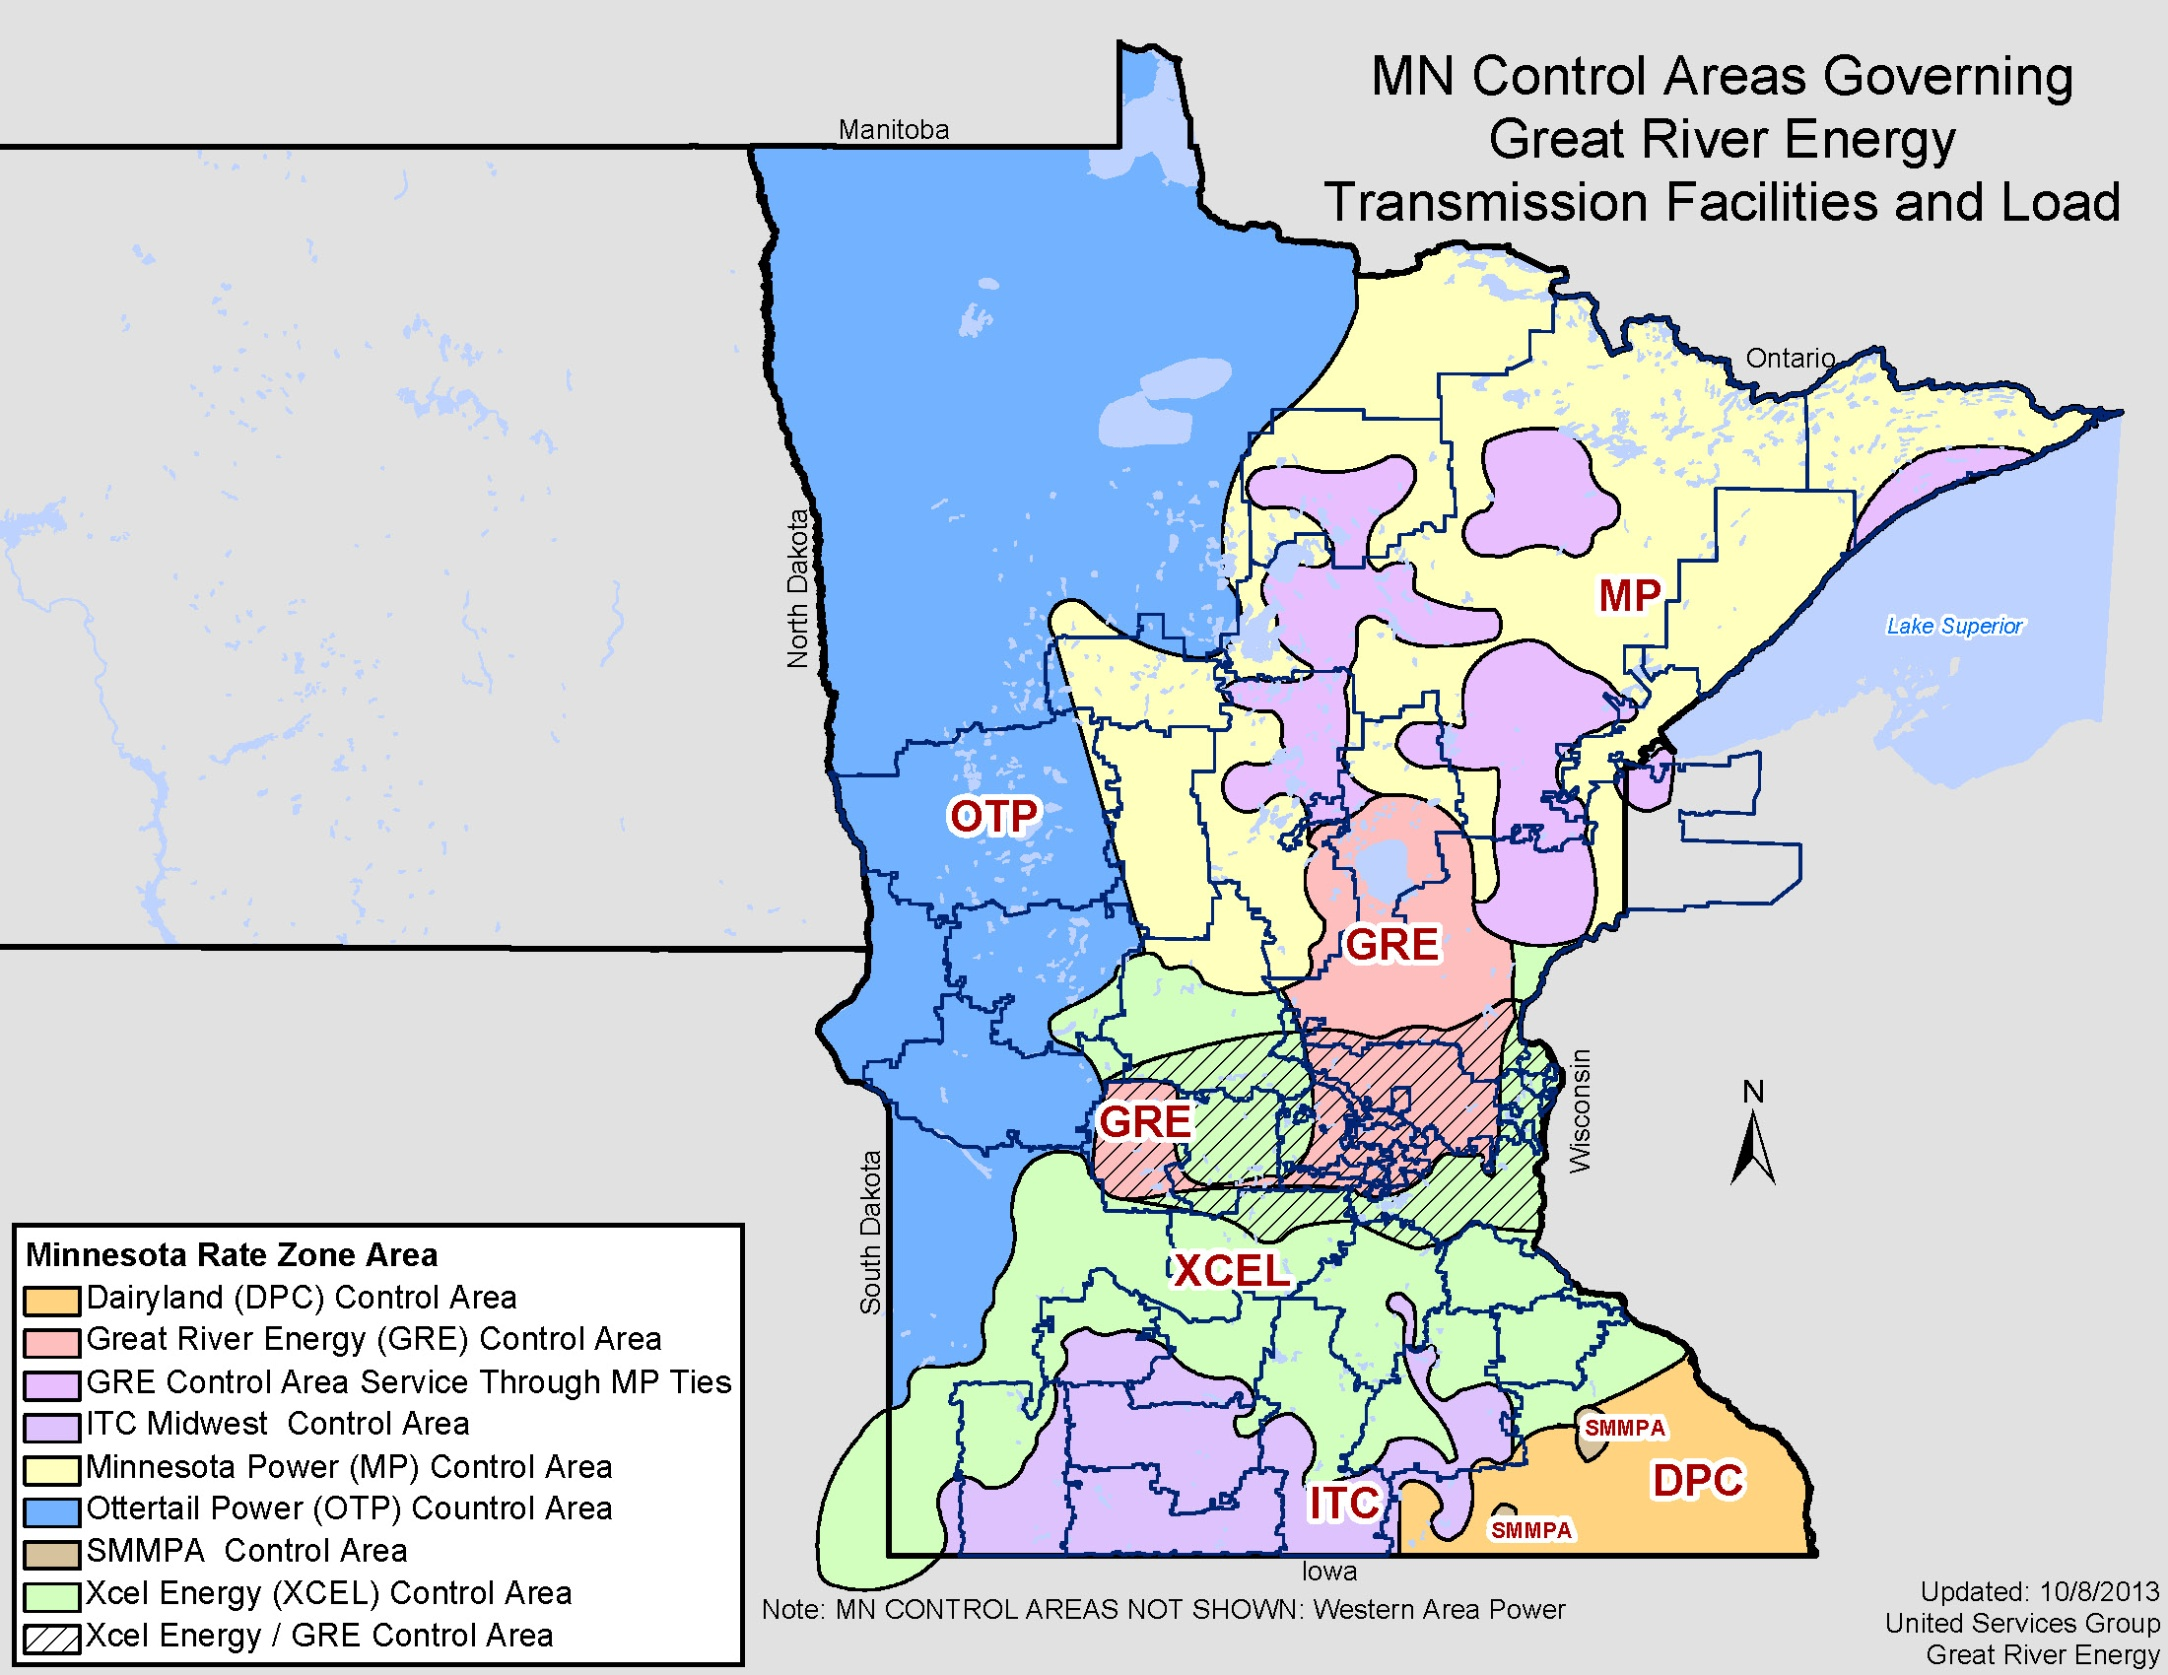 MN Control Areas Governing
Great River Energy
Transmission Facilities and Load
Manitoba
Ontario
North Dakota
MP
Lake Superior
OTP
GRE
Wisconsin
N
GRE
South Dakota
XCEL
SMMPA
DPC
ITC
SMMPA
Iowa
Minnesota Rate Zone Area
Dairyland (DPC) Control Area
Great River Energy (GRE) Control Area
GRE Control Area Service Through MP Ties
ITC Midwest  Control Area
Minnesota Power (MP) Control Area
Ottertail Power (OTP) Countrol Area
SMMPA  Control Area
Xcel Energy (XCEL) Control Area
Xcel Energy / GRE Control Area
Note: MN CONTROL AREAS NOT SHOWN: Western Area Power
Updated: 10/8/2013
United Services Group
Great River Energy